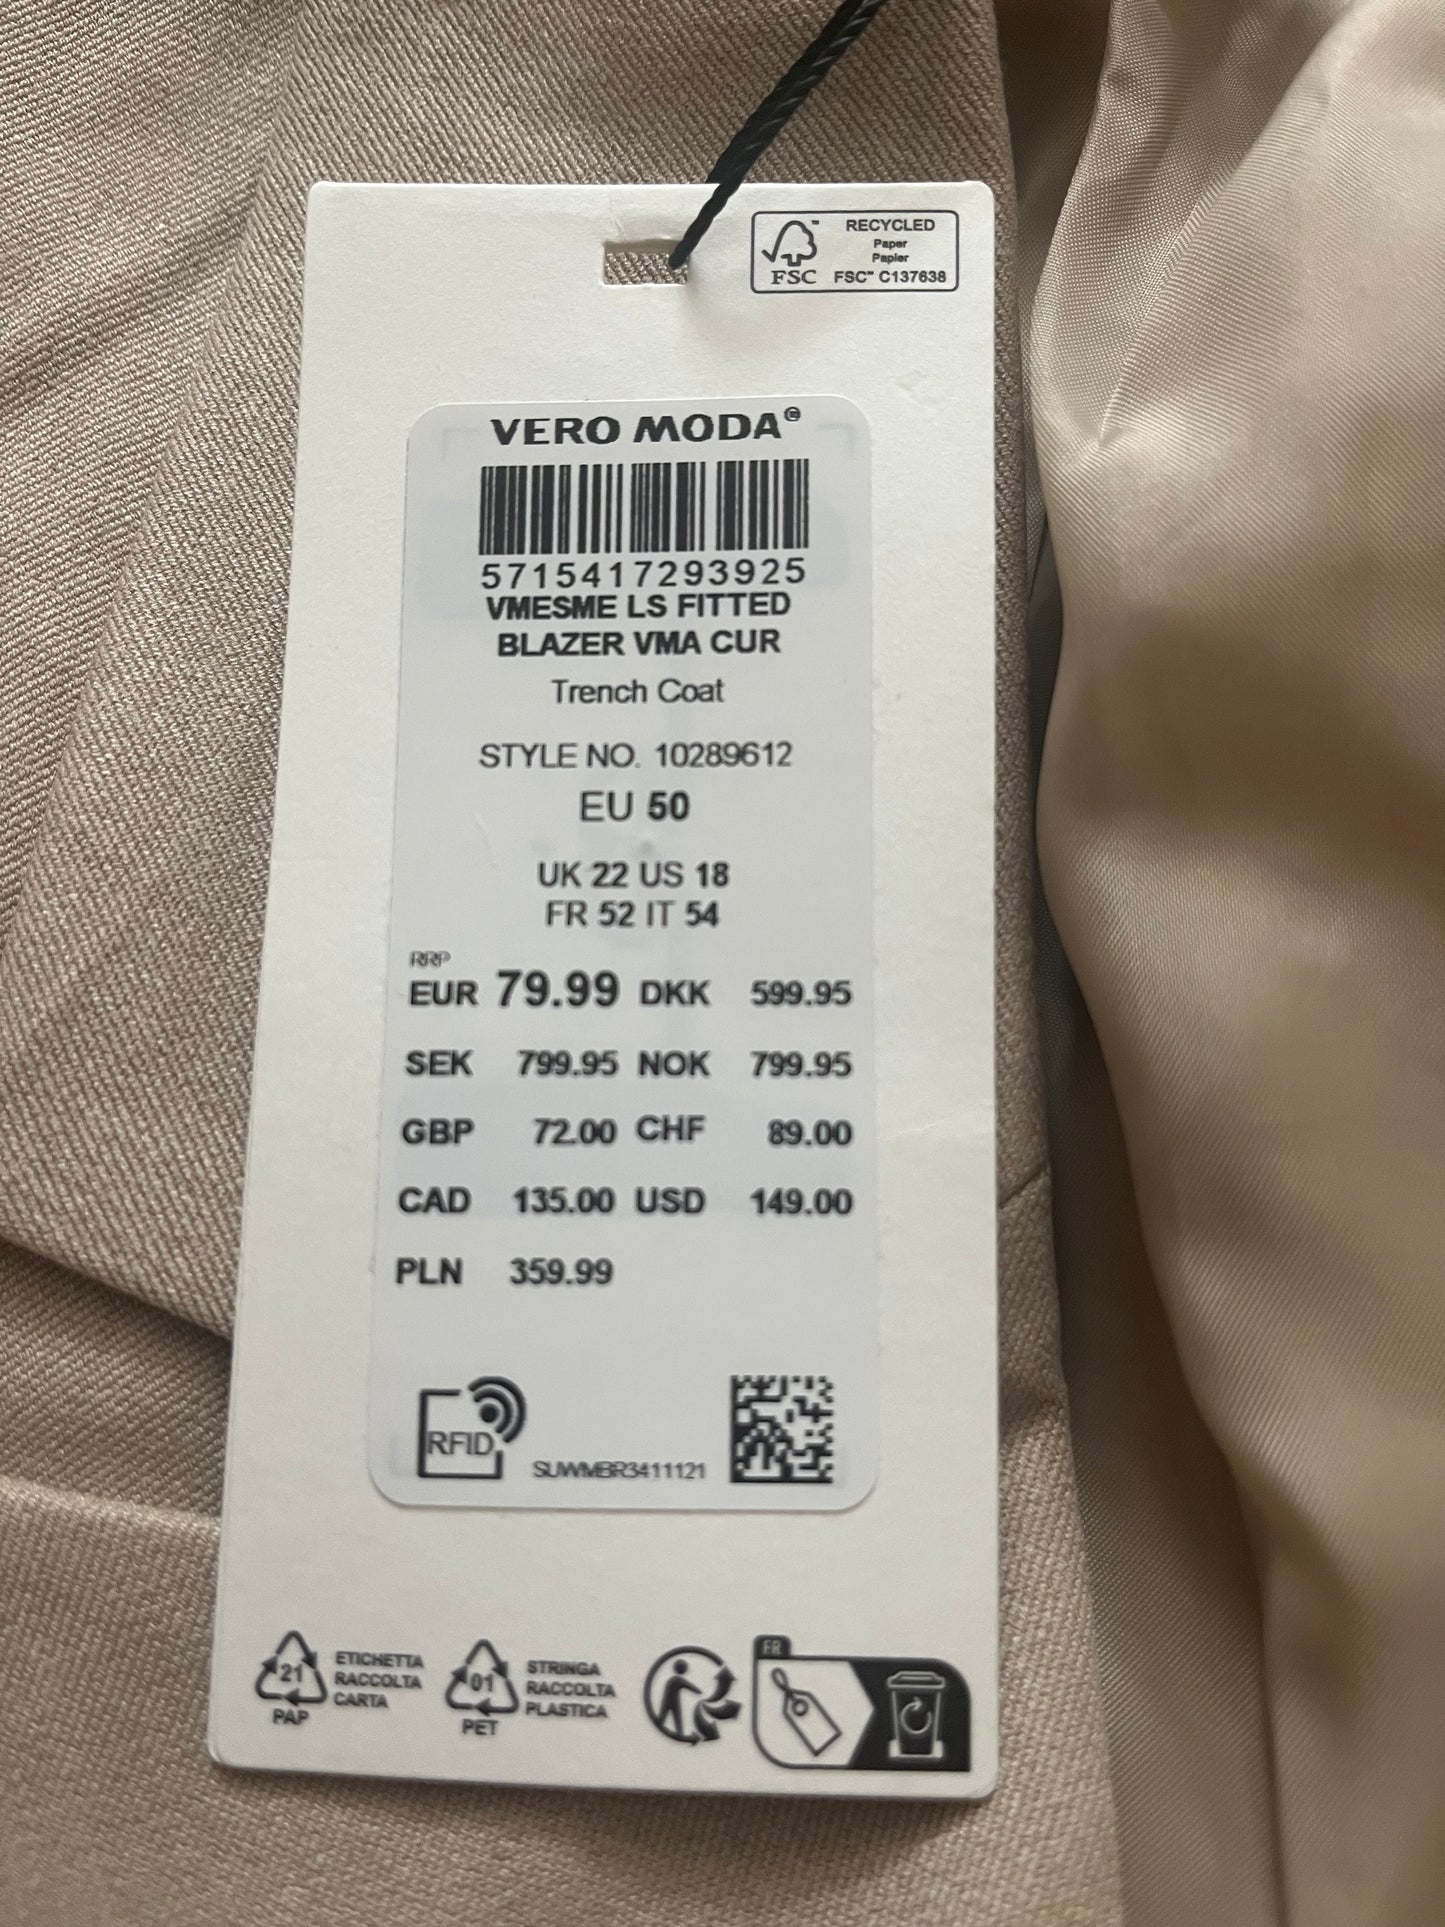 RECYCLED
Paper
Papier
FSC™ C137638
FSC™
VERO MODA®
5715417293925
VMESME LS FITTED
BLAZER VMA CUR
Trench Coat
STYLE NO. 10289612
EU 50
UK 22 US 18
FR 52 IT 54
RRP
EUR 79.99 DKK 599.95
SEK 799.95 NOK 799.95
GBP 72.00 CHF 89.00
CAD 135.00 USD 149.00
PLN 359.99
RFID
SUWMBR3411121
FR
21
PAP
ETICHETTA
RACCOLTA
CARTA
01
PET
STRINGA
RACCOLTA
PLASTICA